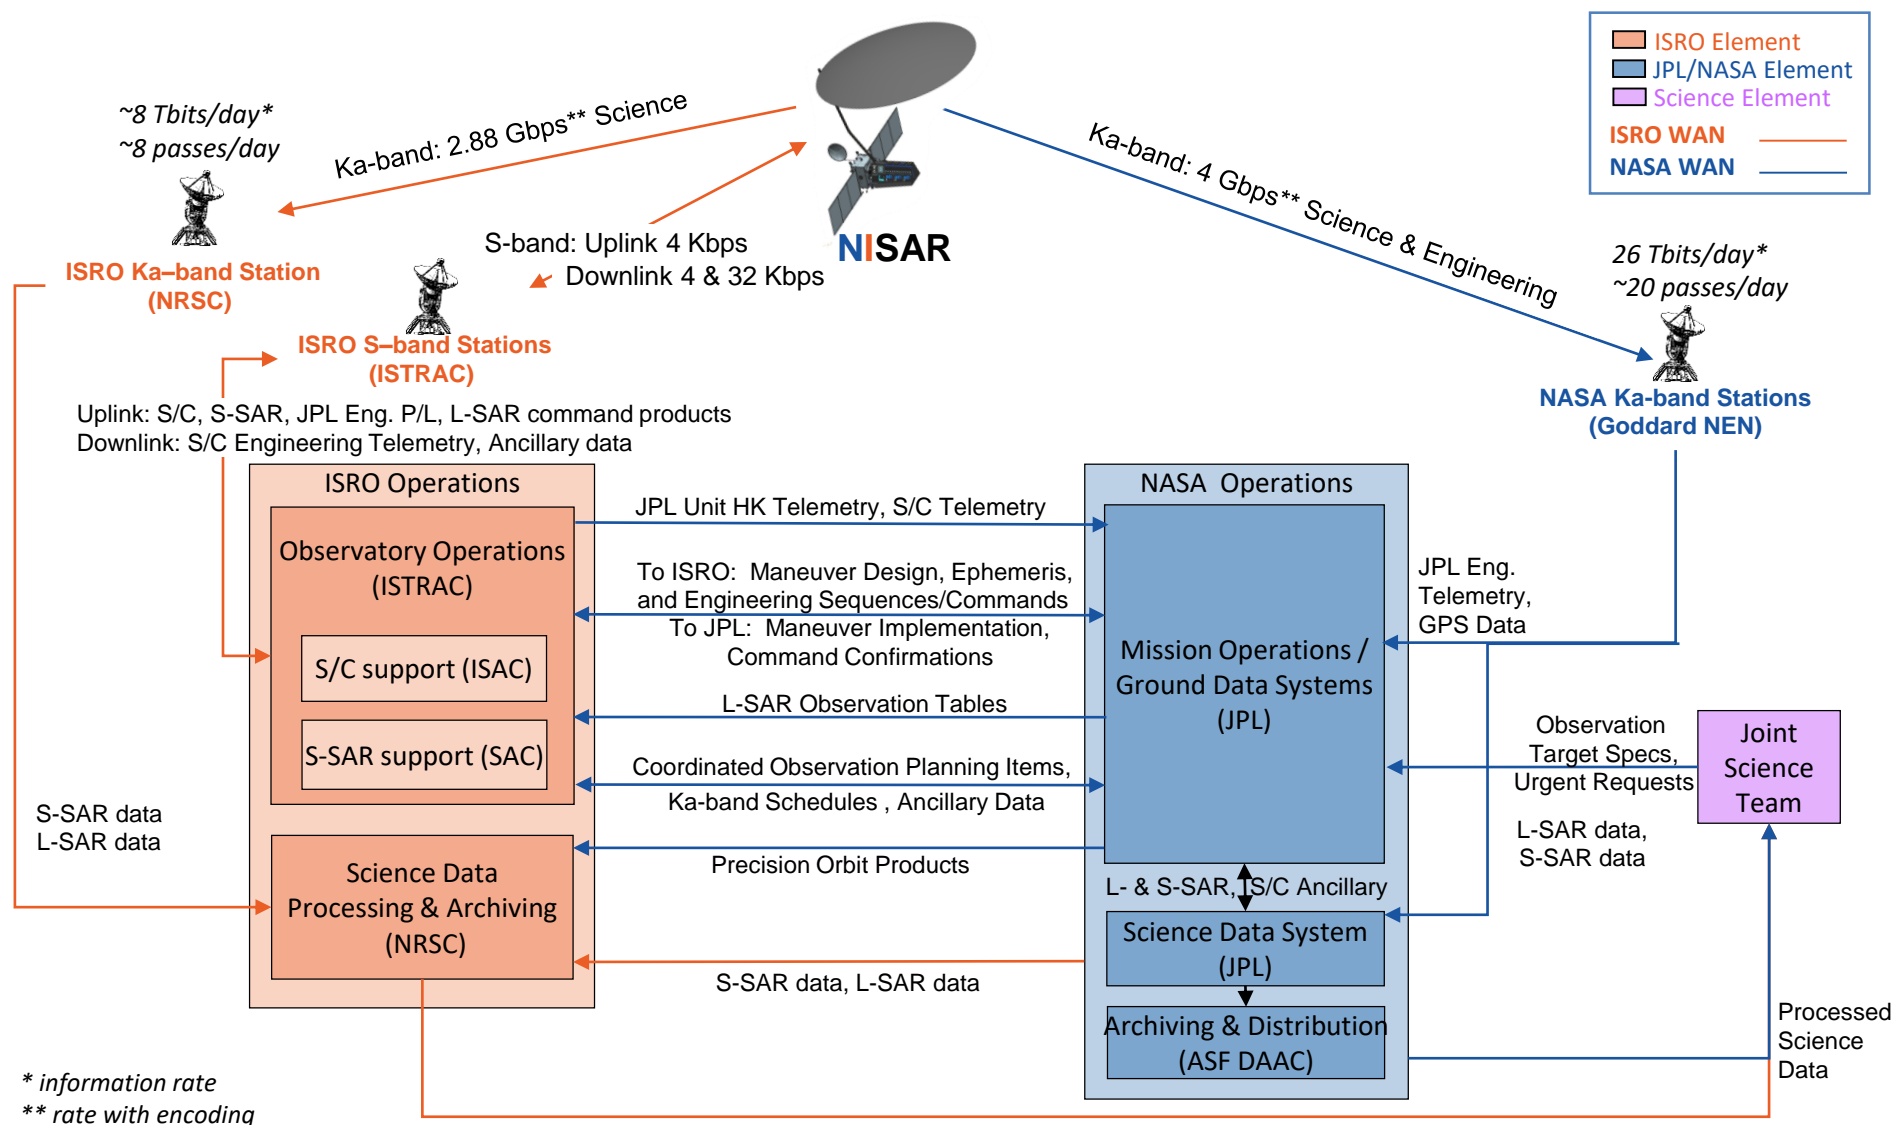 ISRO Element
JPL/NASA Element
Science Element
ISRO WAN
NASA WAN
~8 Tbits/day*
~8 passes/day
Ka-band: 2.88 Gbps** Science
Ka-band: 4 Gbps** Science & Engineering
NISAR
S-band: Uplink 4 Kbps
Downlink 4 & 32 Kbps
ISRO Ka–band Station
(NRSC)
26 Tbits/day*
~20 passes/day
ISRO S–band Stations
(ISTRAC)
NASA Ka-band Stations
(Goddard NEN)
Uplink: S/C, S-SAR, JPL Eng. P/L, L-SAR command products
Downlink: S/C Engineering Telemetry, Ancillary data
ISRO Operations
Observatory Operations
(ISTRAC)
S/C support (ISAC)
S-SAR support (SAC)
Science Data
Processing & Archiving
(NRSC)
S-SAR data
L-SAR data
JPL Unit HK Telemetry, S/C Telemetry
To ISRO:  Maneuver Design, Ephemeris,
and Engineering Sequences/Commands
To JPL:  Maneuver Implementation,
Command Confirmations
L-SAR Observation Tables
Coordinated Observation Planning Items,
Ka-band Schedules , Ancillary Data
Precision Orbit Products
S-SAR data, L-SAR data
NASA  Operations
Mission Operations /
Ground Data Systems
(JPL)
L- & S-SAR, S/C Ancillary
Science Data System
(JPL)
Archiving & Distribution
(ASF DAAC)
JPL Eng.
Telemetry,
GPS Data
Observation
Target Specs,
Urgent Requests
L-SAR data,
S-SAR data
Joint
Science
Team
Processed
Science
Data
* information rate
** rate with encoding